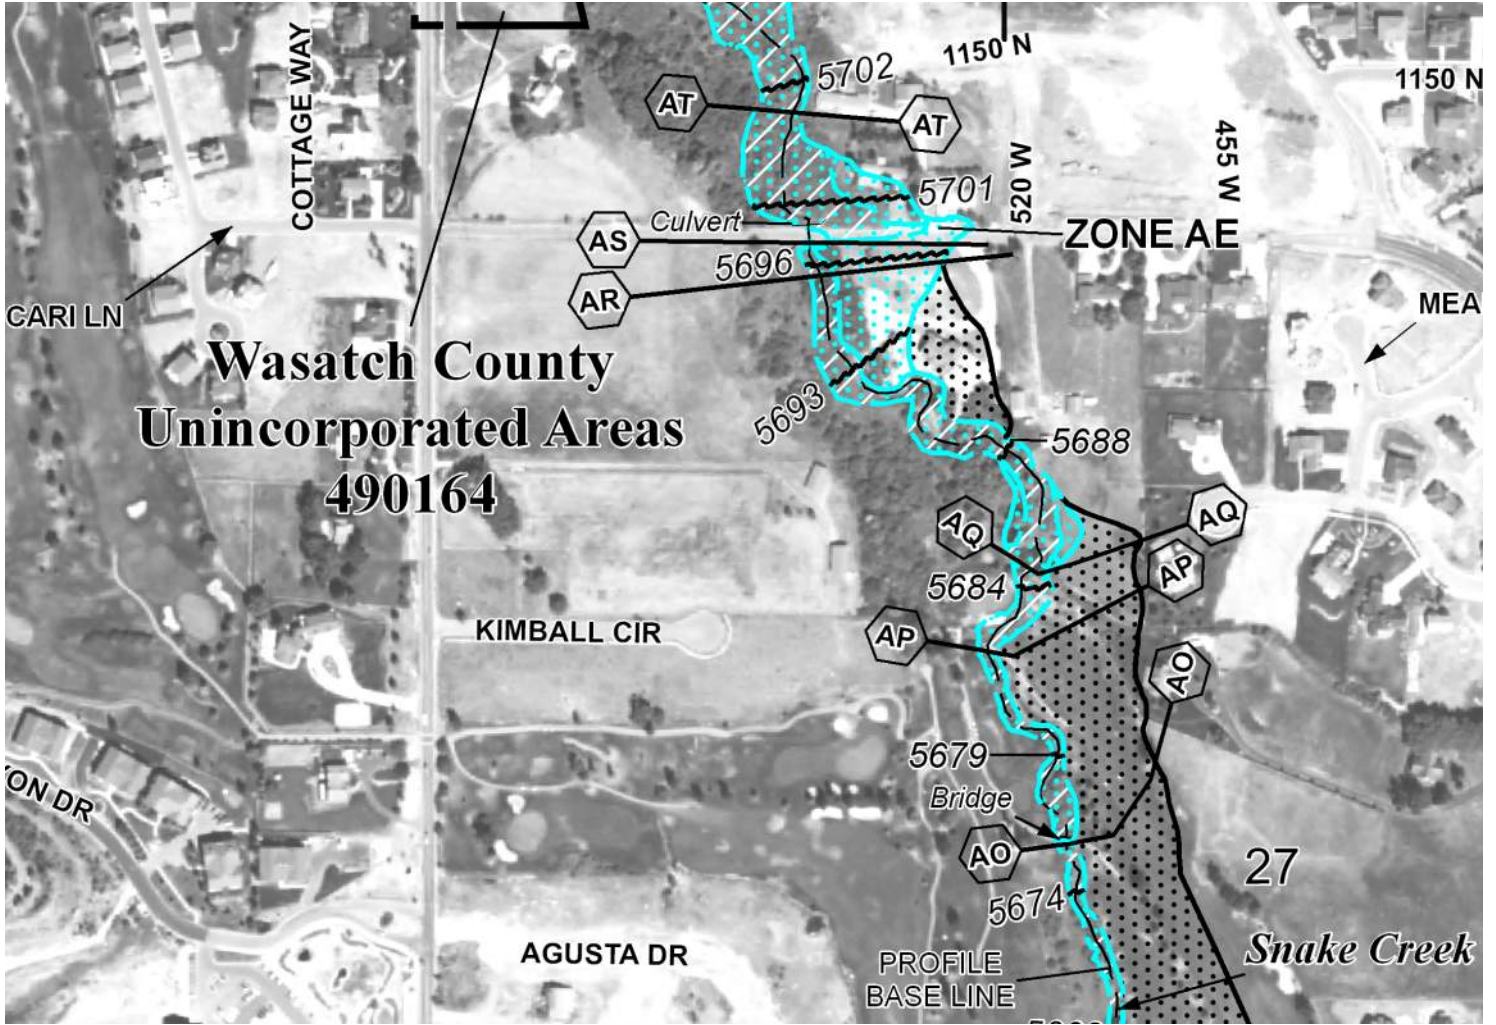 5702
1150 N
1150 N
COTTAGE WAY
AT
AT
455 W
520 W
5701
Culvert
AS
ZONE AE
5696
AR
CARI LN
MEA
Wasatch County
Unincorporated Areas
490164
5693
5688
AQ
AQ
AP
5684
KIMBALL CIR
AP
AO
5679
Bridge
YON DR
AO
27
5674
AGUSTA DR
PROFILE
BASE LINE
Snake Creek